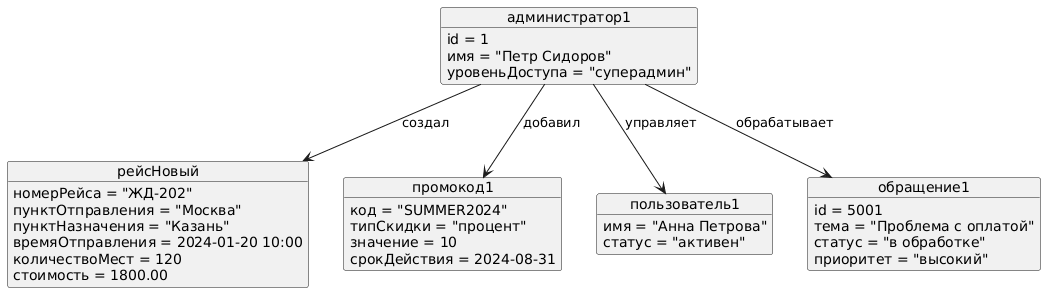 администратор1
id = 1
имя = "Петр Сидоров"
уровеньДоступа = "суперадмин"
создал
добавил
управляет
обрабатывает
рейсНовый
номерРейса = "ЖД-202"
пунктОтправления = "Москва"
пунктНазначения = "Казань"
времяОтправления = 2024-01-20 10:00
количествоМест = 120
стоимость = 1800.00
промокод1
код = "SUMMER2024"
типСкидки = "процент"
значение = 10
срокДействия = 2024-08-31
пользователь1
имя = "Анна Петрова"
статус = "активен"
обращение1
id = 5001
тема = "Проблема с оплатой"
статус = "в обработке"
приоритет = "высокий"